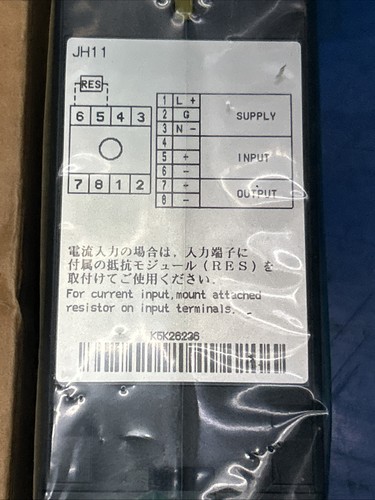 JH11
RES
6 5 4 3
7 8 1 2
1 L +
2 G SUPPLY
3 N -
4
5 + INPUT
6 -
7 + OUTPUT
8 -
電流入力の場合は，入力端子に
付属の抵抗モジュール（RES）を
取付けてご使用ください．
For current input,mount attached
resistor on input terminals.
K5K26236